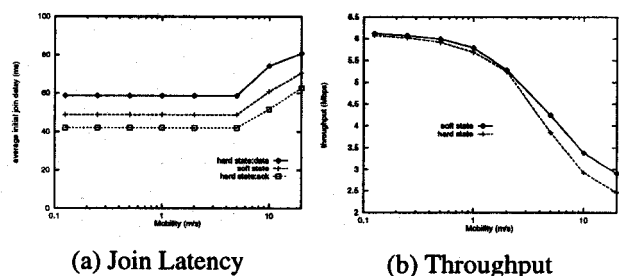 100
80
60
40
20
0
0.1
1.0
10
average initial join delay (ms)
Mobility (m/s)
hard state:data
soft state
hard state:ack
(a) Join Latency
6.5
6
5.5
5
4.5
4
3.5
3
2.5
2
0.1
1
10
throughput (Mbps)
Mobility (m/s)
soft state
hard state
(b) Throughput